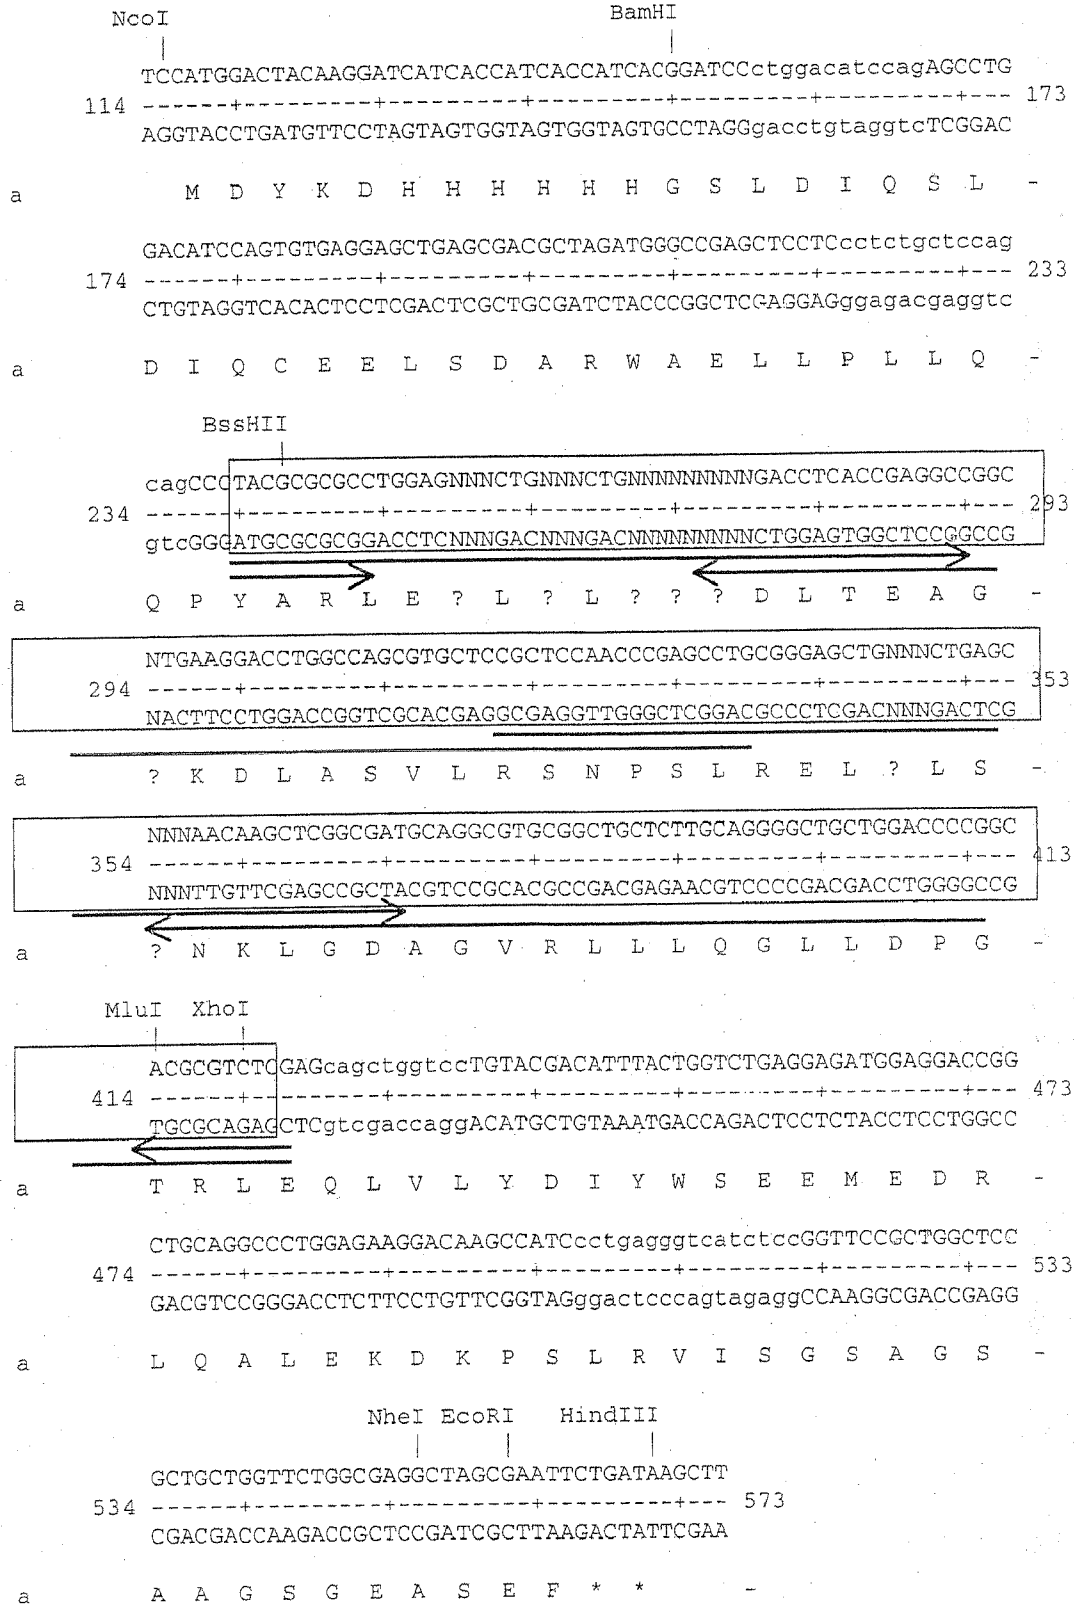 NcoI BamHI
TCCATGGACTACAAGGATCATCACCATCACCATCACGGATCCctggacatccagAGCCTG
114 ------+---------+---------+---------+---------+---------+--- 173
AGGTACCTGATGTTCCTAGTAGTGGTAGTGGTAGTGCCTAGGgacctgtaggtcTCGGAC
a M D Y K D H H H H H H G S L D I Q S L -
GACATCCAGTGTGAGGAGCTGAGCGACGCTAGATGGGCCGAGCTCCTCcctctgctccag
174 ------+---------+---------+---------+---------+---------+--- 233
CTGTAGGTCACACTCCTCGACTCGCTGCGATCTACCCGGCTCGAGGAGggagacgaggtc
a D I Q C E E L S D A R W A E L L P L L Q -
BssHII
cagCCCTACGCGCGCCTGGAGNNNCTGNNNCTGNNNNNNNNNGACCTCACCGAGGCCGGC
234 ------+---------+---------+---------+---------+---------+--- 293
gtcGGGATGCGCGCGGACCTCNNNGACNNNGACNNNNNNNNNCTGGAGTGGCTCCGGCCG
a Q P Y A R L E ? L ? L ? ? ? D L T E A G -
NTGAAGGACCTGGCCAGCGTGCTCCGCTCCAACCCGAGCCTGCGGGAGCTGNNNCTGAGC
294 ------+---------+---------+---------+---------+---------+--- 353
NACTTCCTGGACCGGTCGCACGAGGCGAGGTTGGGCTCGGACGCCCTCGACNNNGACTCG
a ? K D L A S V L R S N P S L R E L ? L S -
NNNAACAAGCTCGGCGATGCAGGCGTGCGGCTGCTCTTGCAGGGGCTGCTGGACCCCGGC
354 ------+---------+---------+---------+---------+---------+--- 413
NNNTTGTTCGAGCCGCTACGTCCGCACGCCGACGAGAACGTCCCCGACGACCTGGGGCCG
a ? N K L G D A G V R L L L Q G L L D P G -
MluI XhoI
ACGCGTCTCGAGcagctggtccTGTACGACATTTACTGGTCTGAGGAGATGGAGGACCGG
414 ------+---------+---------+---------+---------+---------+--- 473
TGCGCAGAGCTCgtcgaccaggACATGCTGTAAATGACCAGACTCCTCTACCTCCTGGCC
a T R L E Q L V L Y D I Y W S E E M E D R -
CTGCAGGCCCTGGAGAAGGACAAGCCATCcctgagggtcatctccGGTTCCGCTGGCTCC
474 ------+---------+---------+---------+---------+---------+--- 533
GACGTCCGGGACCTCTTCCTGTTCGGTAGggactcccagtagaggCCAAGGCGACCGAGG
a L Q A L E K D K P S L R V I S G S A G S -
NheI EcoRI HindIII
GCTGCTGGTTCTGGCGAGGCTAGCGAATTCTGATAAGCTT
534 ------+---------+---------+---------+--- 573
CGACGACCAAGACCGCTCCGATCGCTTAAGACTATTCGAA
a A A G S G E A S E F * * -